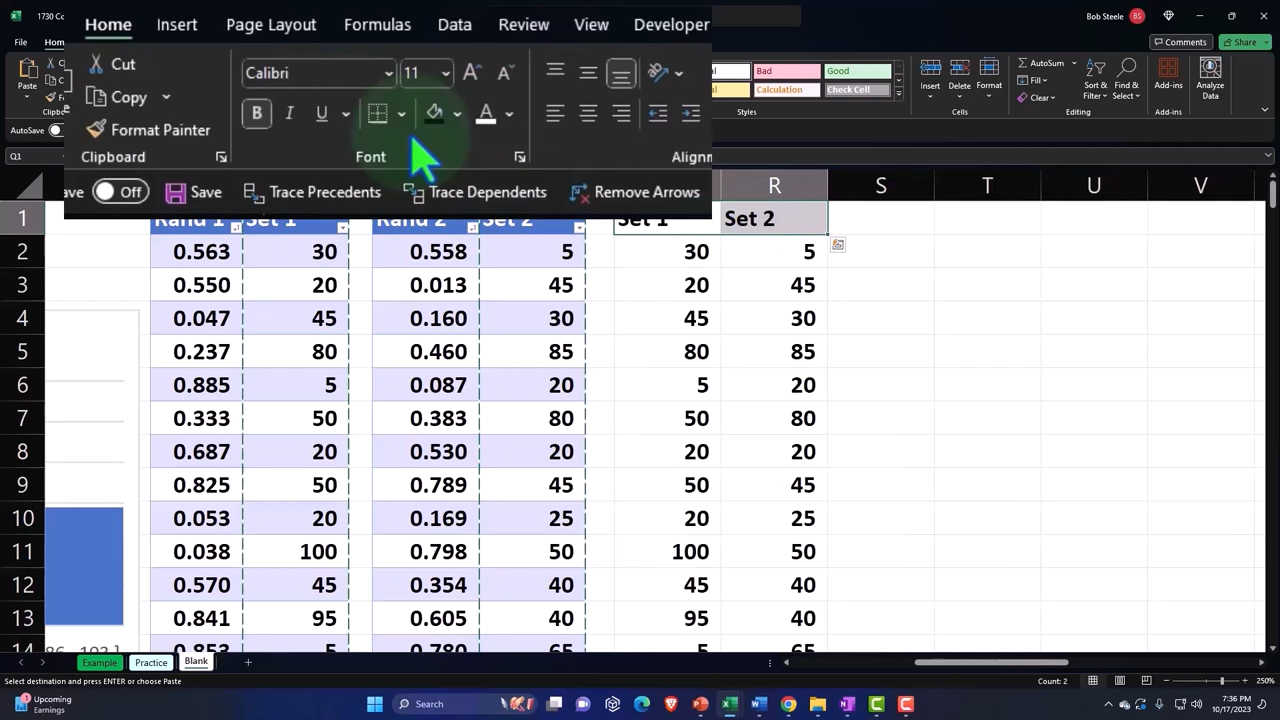 1730 Co
Bob Steele BS
File
Home Insert Page Layout Formulas Data Review View Developer
Comments Share
Cut
Copy
Format Painter
Clipboard
Calibri 11
B I U
Font
Alignm
Bad Good
Calculation Check Cell
Styles
Insert Delete Format
Cells
AutoSum
Fill
Clear
Add-ins
Add-ins
Analyze
Data
Paste
AutoSave
ave Off Save Trace Precedents Trace Dependents Remove Arrows
Q1
R S T U V
1 Rand 1 Set 1 Rand 2 Set 2 Set 1 Set 2
2 0.563 30 0.558 5 30 5
3 0.550 20 0.013 45 20 45
4 0.047 45 0.160 30 45 30
5 0.237 80 0.460 85 80 85
6 0.885 5 0.087 20 5 20
7 0.333 50 0.383 80 50 80
8 0.687 20 0.530 20 20 20
9 0.825 50 0.789 45 50 45
10 0.053 20 0.169 25 20 25
11 0.038 100 0.798 50 100 50
12 0.570 45 0.354 40 45 40
13 0.841 95 0.605 40 95 40
14 0.853 5 0.780 65 5 65
Example Practice Blank
Select destination and press ENTER or choose Paste
Count: 2
250%
Upcoming
Earnings
Search
7:36 PM
10/17/2023